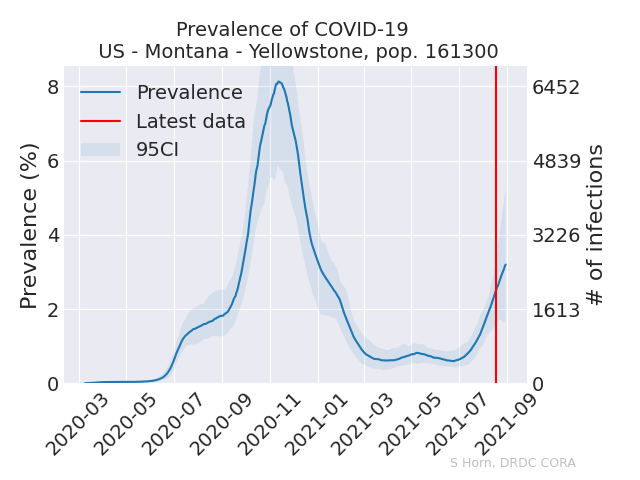 Prevalence of COVID-19
US - Montana - Yellowstone, pop. 161300
Prevalence
Latest data
95CI
Prevalence (%)
8
6
4
2
0
6452
4839
3226
1613
0
# of infections
2020-03
2020-05
2020-07
2020-09
2020-11
2021-01
2021-03
2021-05
2021-07
2021-09
S Horn, DRDC CORA